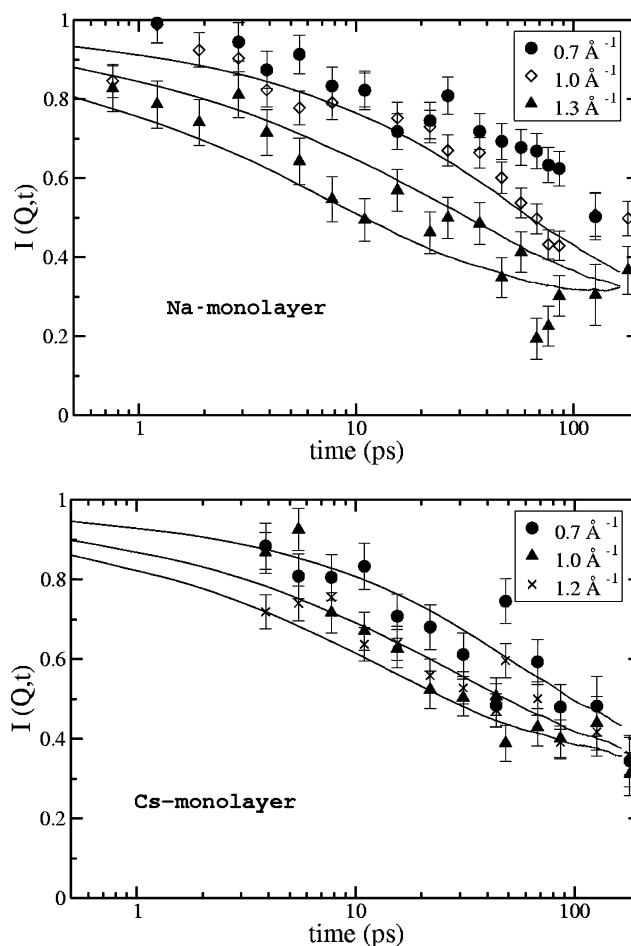 1
0.8
0.6
0.4
0.2
0
I (Q,t)
0.7 Å⁻¹
1.0 Å⁻¹
1.3 Å⁻¹
Na-monolayer
1 10 100
time (ps)
1
0.8
0.6
0.4
0.2
0
I (Q,t)
0.7 Å⁻¹
1.0 Å⁻¹
1.2 Å⁻¹
Cs-monolayer
1 10 100
time (ps)